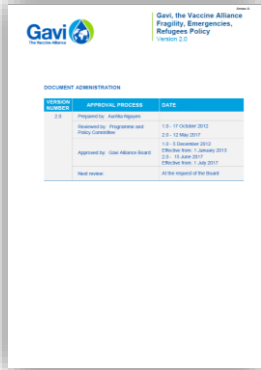 Annex A
Gavi
The Vaccine Alliance
Gavi, the Vaccine Alliance
Fragility, Emergencies,
Refugees Policy
Version 2.0
DOCUMENT ADMINISTRATION
VERSION NUMBER APPROVAL PROCESS DATE
2.0 Prepared by: Aurélia Nguyen
Reviewed by: Programme and Policy Committee
1.0 - 17 October 2012
2.0 - 12 May 2017
Approved by: Gavi Alliance Board
1.0 - 5 December 2012
Effective from: 1 January 2013
2.0 - 15 June 2017
Effective from: 1 July 2017
Next review: At the request of the Board